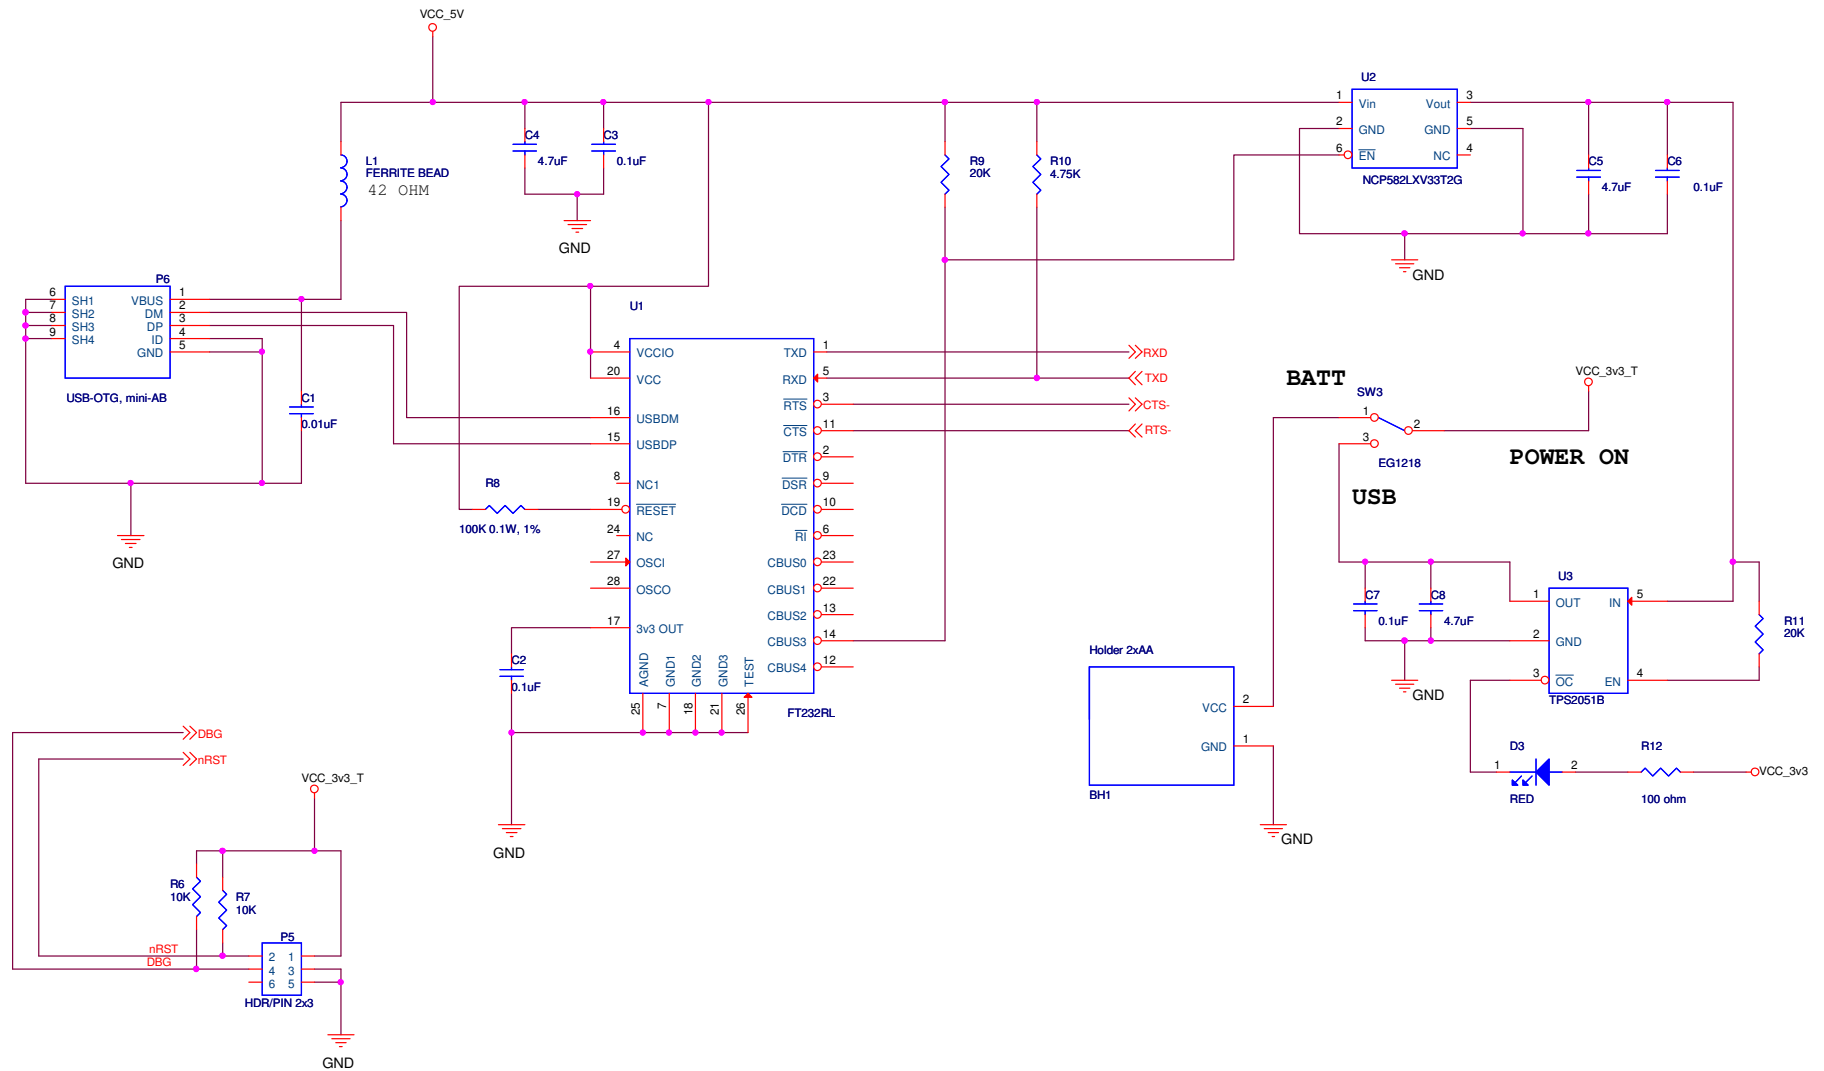 VCC_5V
U2
1
Vin
Vout
3
2
GND
GND
5
6
EN
NC
4
NCP582LXV33T2G
C4
4.7uF
C3
0.1uF
L1
FERRITE BEAD
42 OHM
R9
20K
R10
4.75K
C5
4.7uF
C6
0.1uF
GND
GND
P6
6
SH1
VBUS
1
7
SH2
DM
2
8
SH3
DP
3
9
SH4
ID
4
GND
5
USB-OTG, mini-AB
C1
0.01uF
GND
U1
4
VCCIO
TXD
1
20
VCC
RXD
5
16
USBDM
RTS
3
15
USBDP
CTS
11
DTR
2
8
NC1
DSR
9
19
RESET
DCD
10
24
NC
RI
6
27
OSCI
CBUS0
23
28
OSCO
CBUS1
22
CBUS2
13
17
3v3 OUT
CBUS3
14
CBUS4
12
AGND
GND1
GND2
GND3
TEST
25
7
18
21
26
FT232RL
R8
100K 0.1W, 1%
C2
0.1uF
GND
RXD
TXD
CTS-
RTS-
BATT
SW3
1
2
3
EG1218
VCC_3v3_T
POWER ON
USB
C7
0.1uF
C8
4.7uF
GND
U3
1
OUT
IN
5
2
GND
3
OC
EN
4
TPS2051B
R11
20K
Holder 2xAA
VCC
2
GND
1
BH1
GND
D3
1
2
RED
R12
100 ohm
VCC_3v3
DBG
nRST
VCC_3v3_T
R6
10K
R7
10K
P5
nRST
DBG
2
1
4
3
6
5
HDR/PIN 2x3
GND